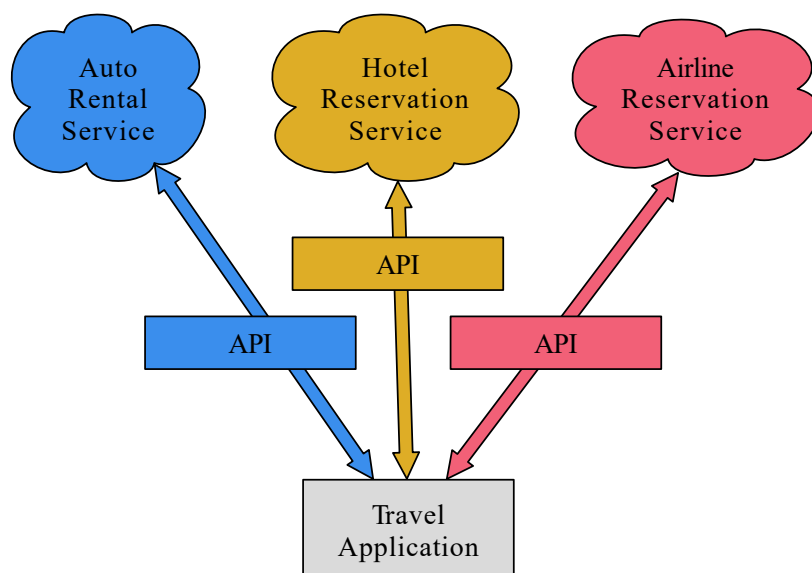 Auto
Rental
Service
Hotel
Reservation
Service
Airline
Reservation
Service
API
API
API
Travel
Application